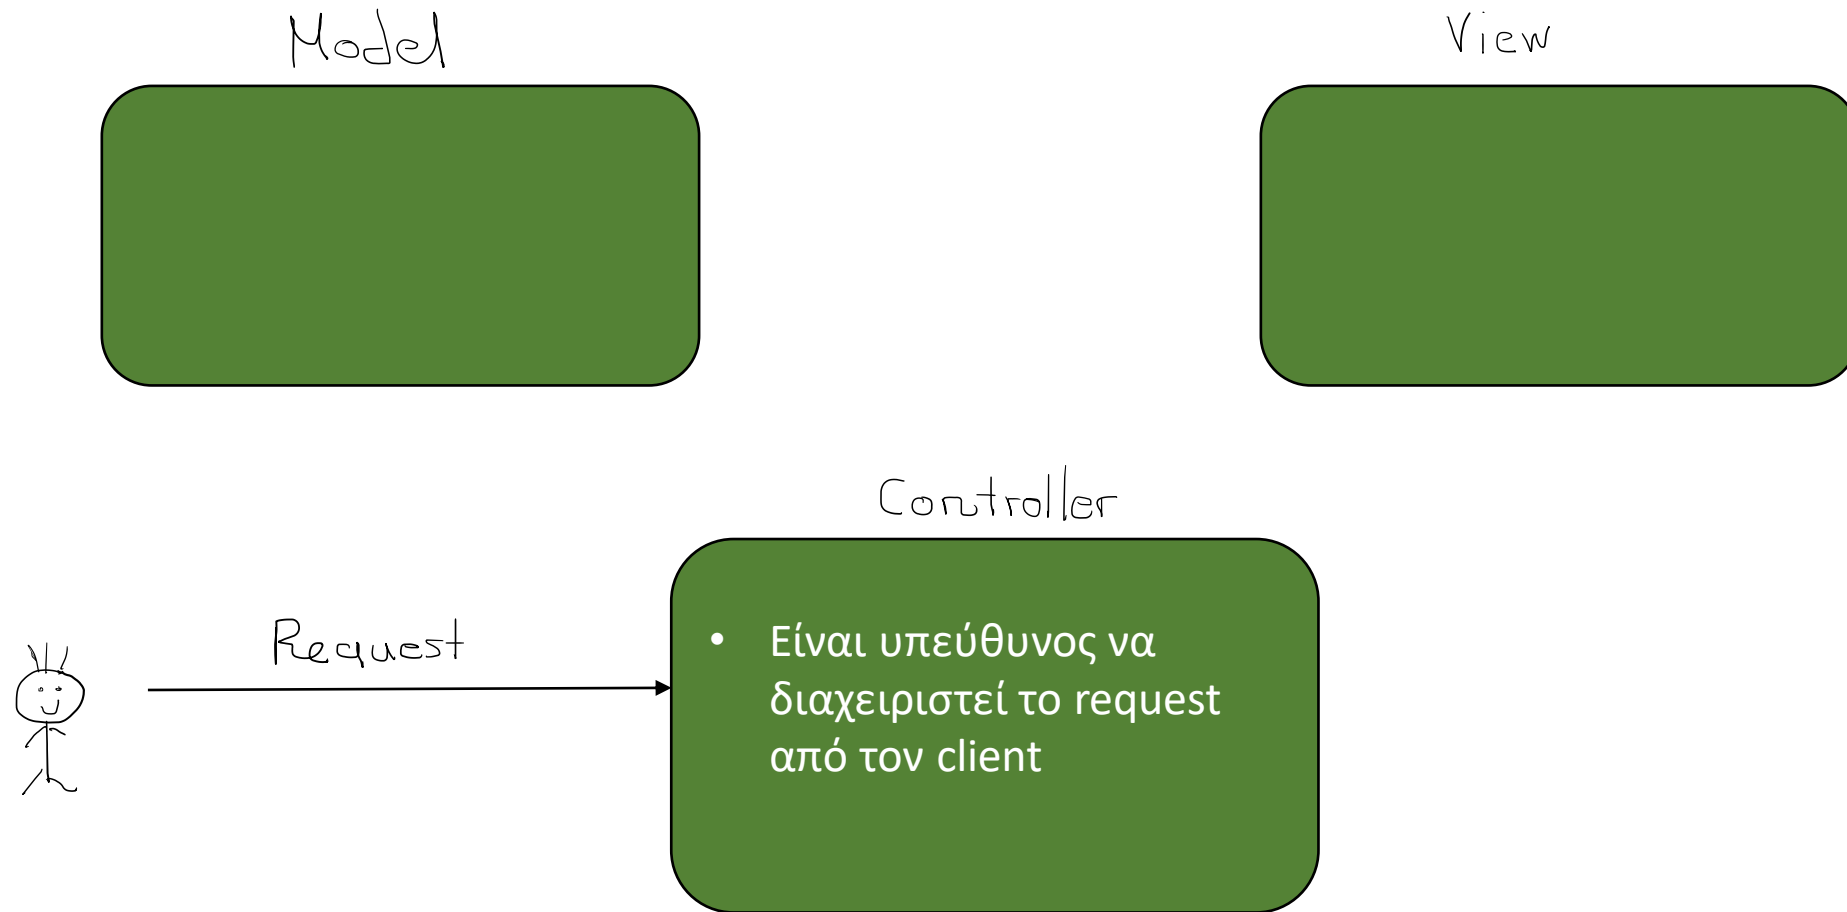 Model
View
Controller
Request
• Είναι υπεύθυνος να
διαχειριστεί το request
από τον client